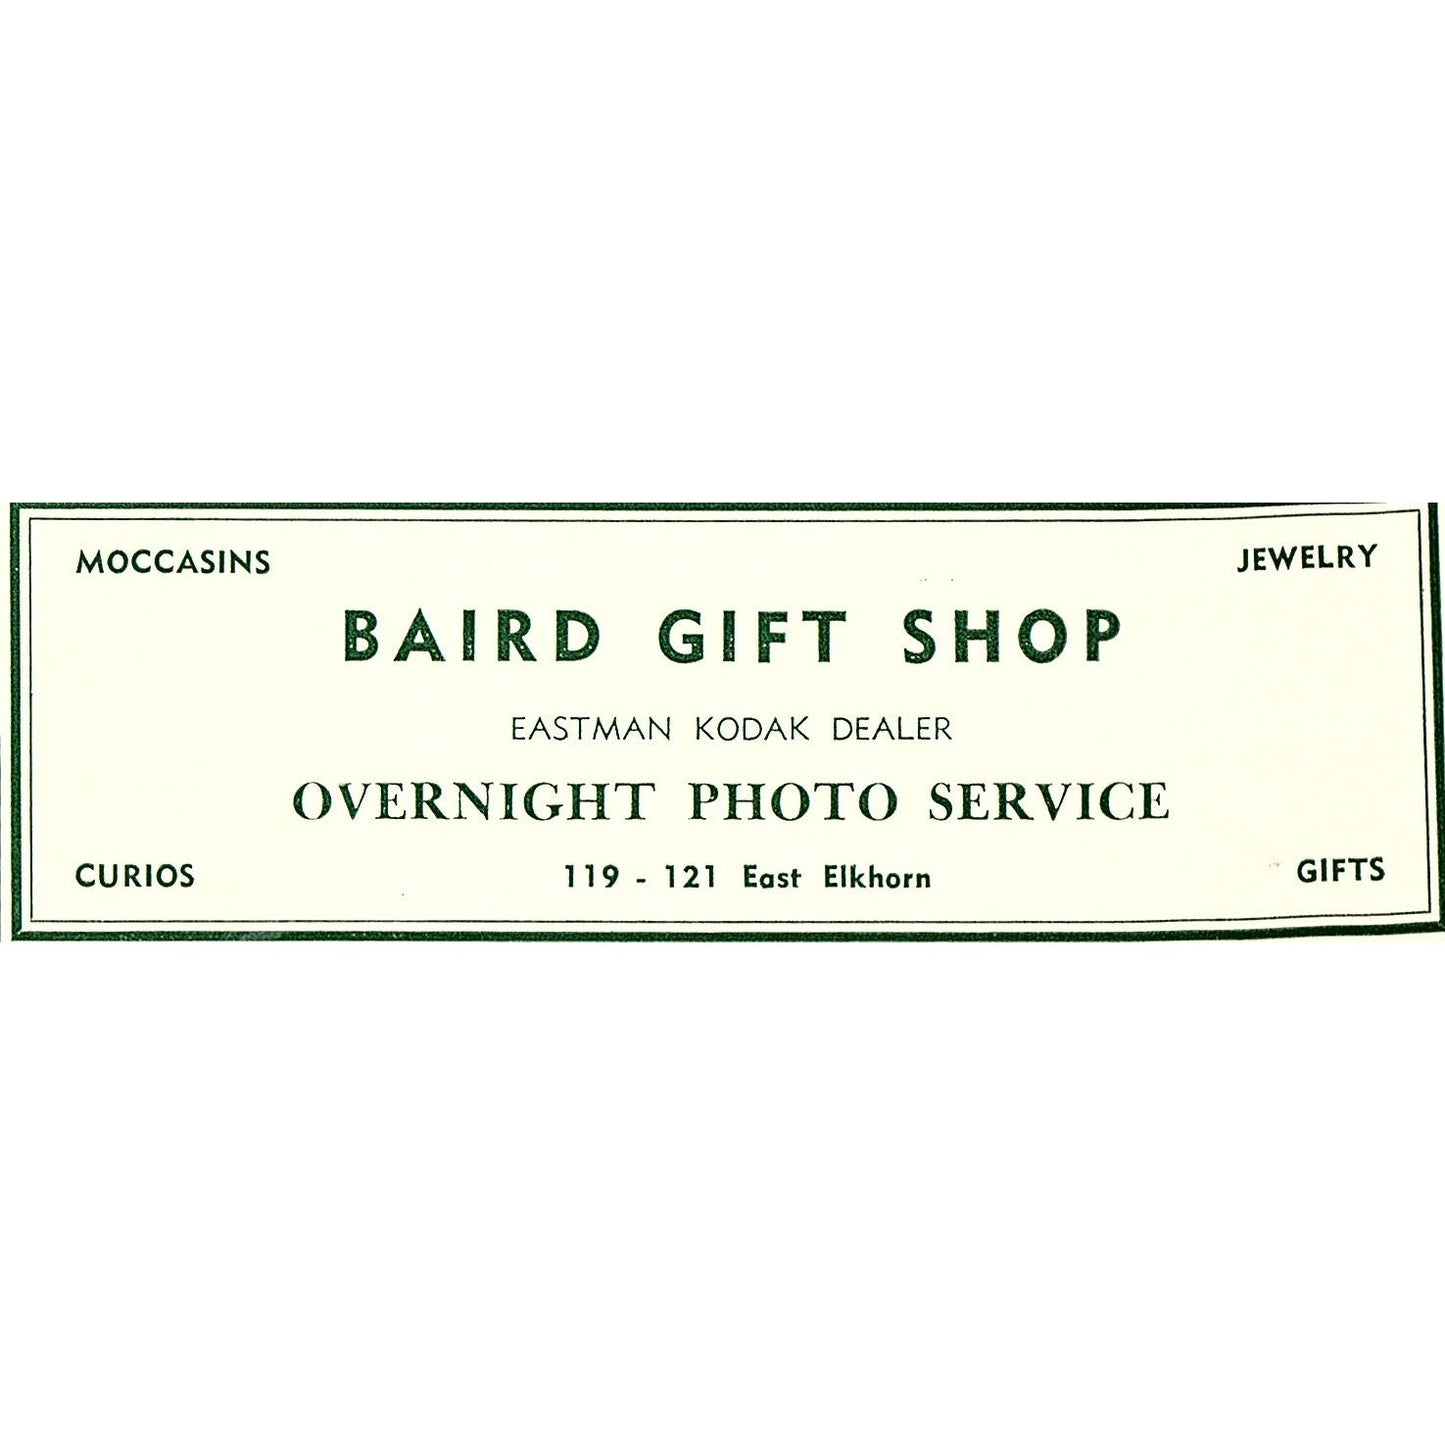 MOCCASINS
JEWELRY
BAIRD GIFT SHOP
EASTMAN KODAK DEALER
OVERNIGHT PHOTO SERVICE
CURIOS
119 - 121 East Elkhorn
GIFTS